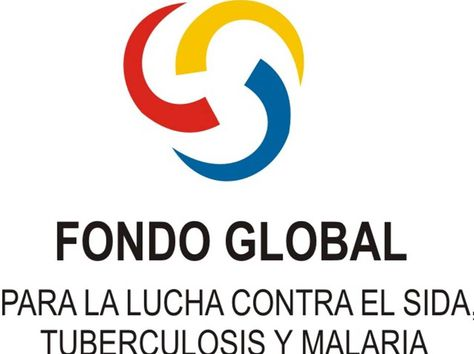 FONDO GLOBAL
PARA LA LUCHA CONTRA EL SIDA,
TUBERCULOSIS Y MALARIA